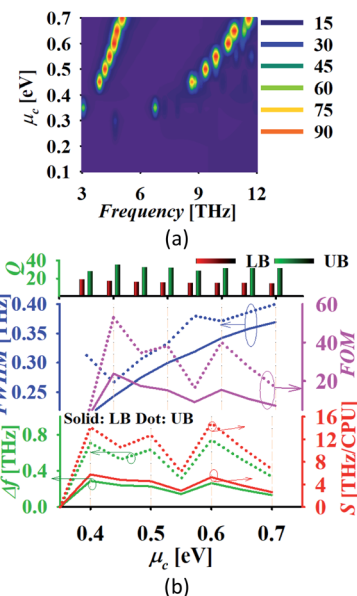 0.7
0.6
0.5
0.4
0.3
0.2
0.1
μc [eV]
3 6 9 12
Frequency [THz]
15
30
45
60
75
90
(a)
Q
40
20
0
LB UB
FWHM [THz]
0.40
0.35
0.30
0.25
60
40
20
FOM
Solid: LB Dot: UB
Δf [THz]
0.8
0.4
0.0
16
12
8
4
0
S [THz/CPU]
0.4 0.5 0.6 0.7
μc [eV]
(b)